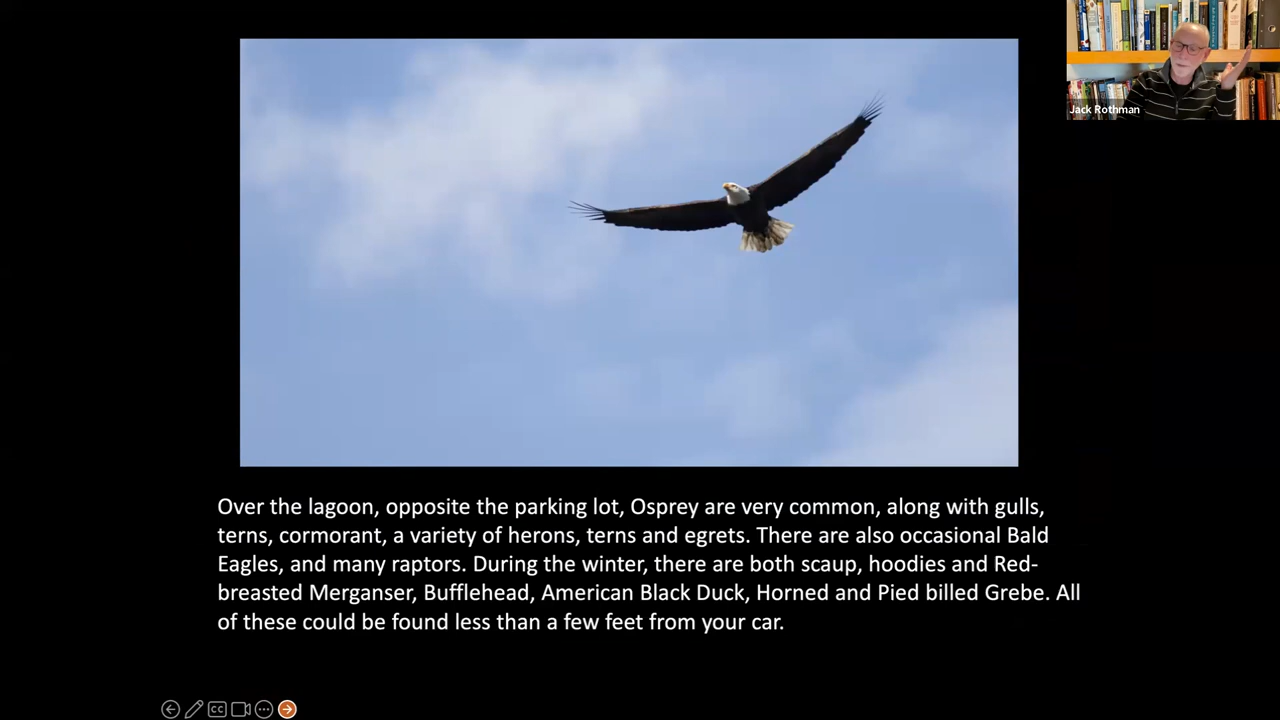 Jack Rothman
Over the lagoon, opposite the parking lot, Osprey are very common, along with gulls,
terns, cormorant, a variety of herons, terns and egrets. There are also occasional Bald
Eagles, and many raptors. During the winter, there are both scaup, hoodies and Red-
breasted Merganser, Bufflehead, American Black Duck, Horned and Pied billed Grebe. All
of these could be found less than a few feet from your car.
CC